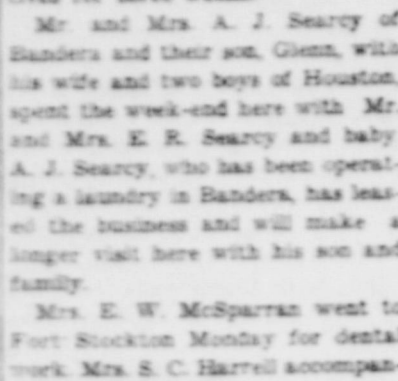 Mr. and Mrs. A. J. Searcy of
Bandera and their son, Glenn, with
his wife and two boys of Houston,
spent the week-end here with Mr.
and Mrs. E. R. Searcy and baby
A. J. Searcy, who has been operat-
ing a laundry in Bandera, has leas-
ed the business and will make a
longer visit here with his son and
family.
Mrs. E. W. McSparran went to
Fort Stockton Monday for dental
work. Mrs. S. C. Harrell accompan-